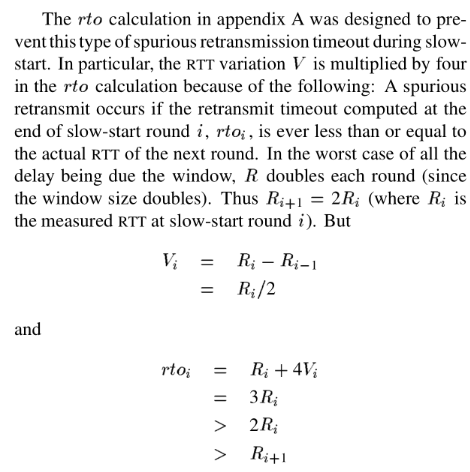 The rto calculation in appendix A was designed to pre-
vent this type of spurious retransmission timeout during slow-
start. In particular, the RTT variation V is multiplied by four
in the rto calculation because of the following: A spurious
retransmit occurs if the retransmit timeout computed at the
end of slow-start round i, rto_i, is ever less than or equal to
the actual RTT of the next round. In the worst case of all the
delay being due the window, R doubles each round (since
the window size doubles). Thus R_{i+1} = 2R_i (where R_i is
the measured RTT at slow-start round i). But
V_i = R_i − R_{i−1}
= R_i/2
and
rto_i = R_i + 4V_i
= 3R_i
> 2R_i
> R_{i+1}